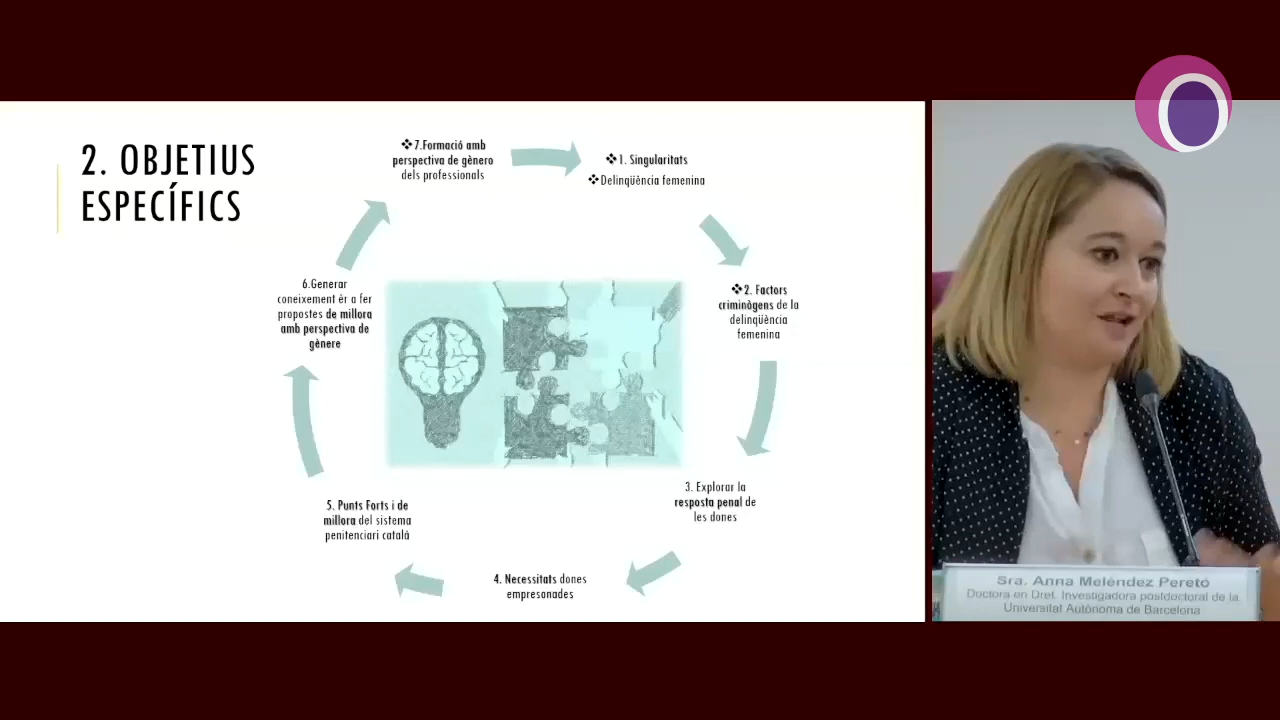 2. OBJETIUS
ESPECÍFICS
❖7.Formació amb
perspectiva de gènero
dels professionals
❖1. Singularitats
❖Delinqüència femenina
❖2. Factors
criminògens de la
delinqüència
femenina
3. Explorar la
resposta penal de
les dones
4. Necessitats dones
empresonades
5. Punts Forts i de
millora del sistema
penitenciari català
6.Generar
coneixement èr a fer
propostes de millora
amb perspectiva de
gènere
Sra. Anna Meléndez Peretó
Doctora en Dret. Investigadora postdoctoral de la
Universitat Autònoma de Barcelona